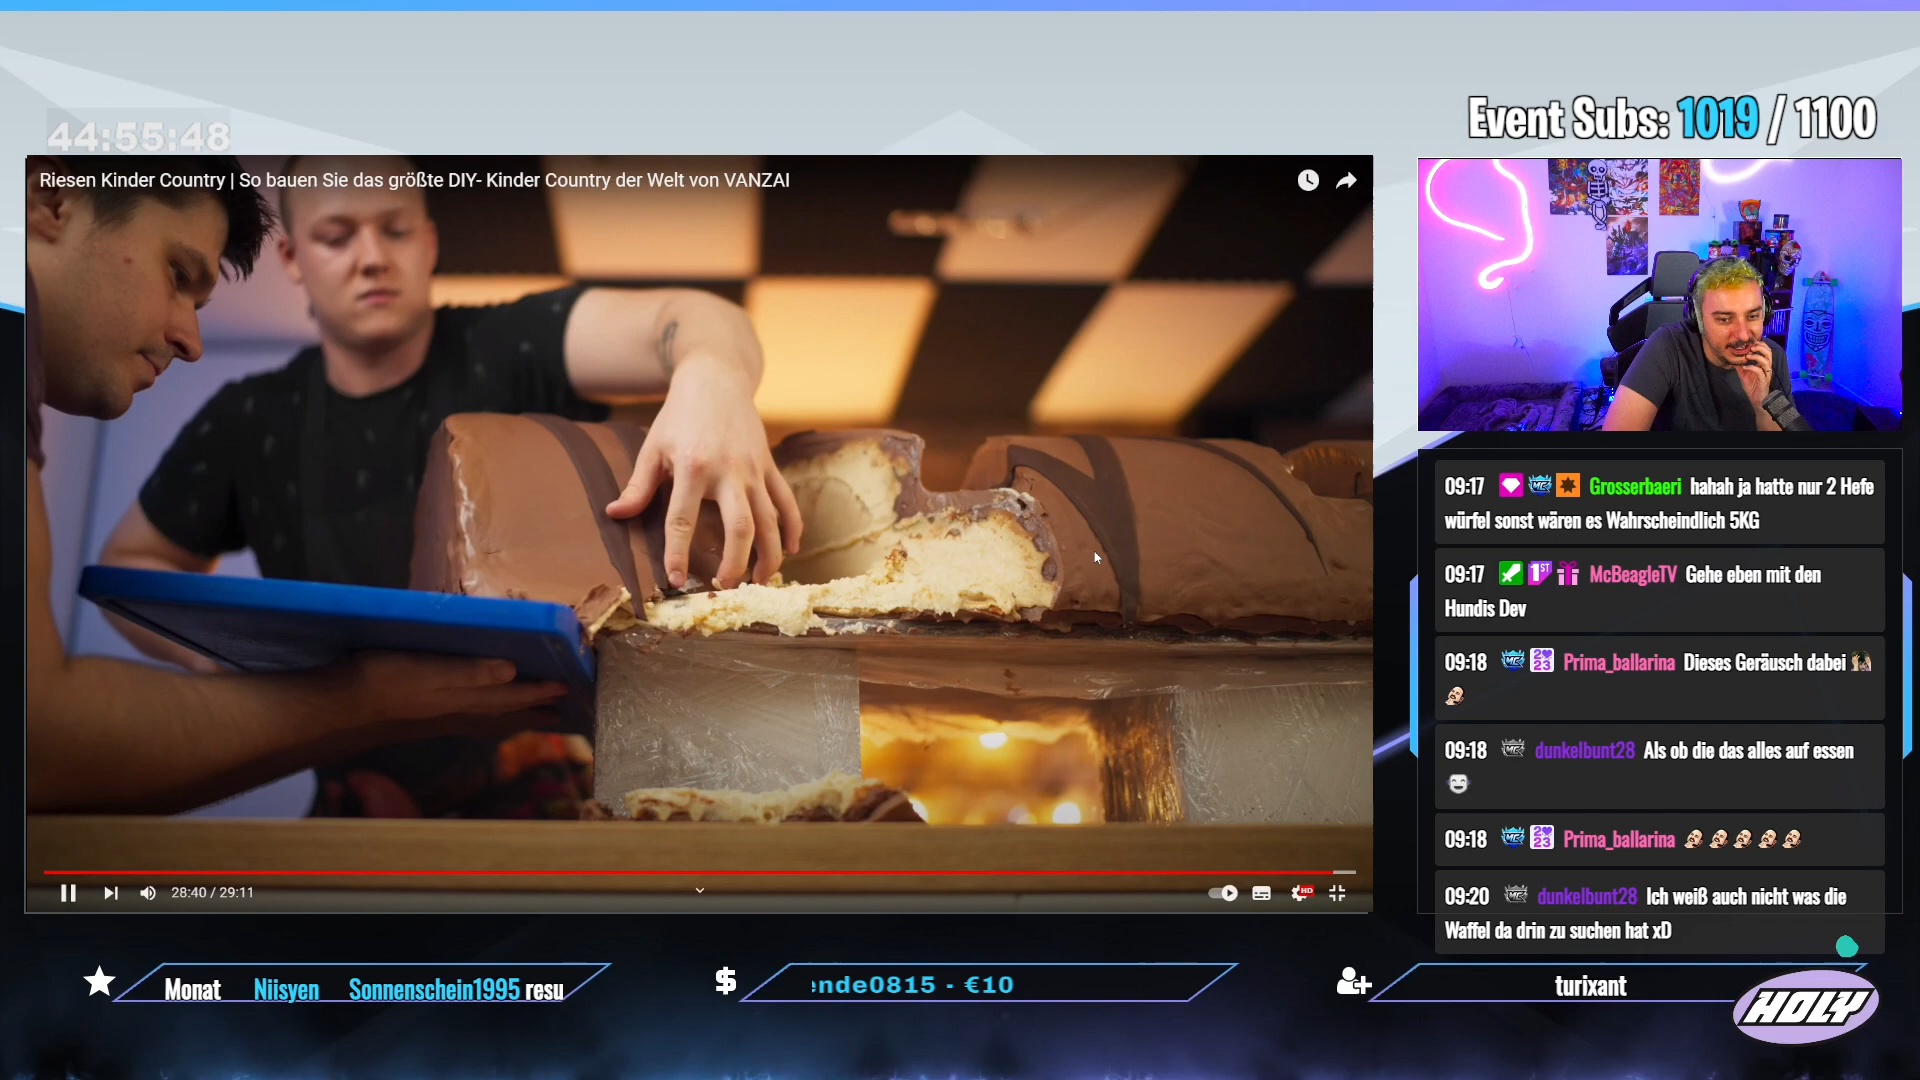 44:55:48
Event Subs: 1019 / 1100
Riesen Kinder Country | So bauen Sie das größte DIY- Kinder Country der Welt von VANZAI
09:17 Grosserbaeri hahah ja hatte nur 2 Hefe
würfel sonst wären es Wahrscheindlich 5KG
09:17 1ST McBeagleTV Gehe eben mit den
Hundis Dev
09:18 Prima_ballarina Dieses Geräusch dabei
09:18 dunkelbunt28 Als ob die das alles auf essen
09:18 Prima_ballarina
09:20 dunkelbunt28 Ich weiß auch nicht was die
Waffel da drin zu suchen hat xD
28:40 / 29:11
HD
Monat Niisyen Sonnenschein1995 resu
$ ende0815 - €10
turixant
HOLY